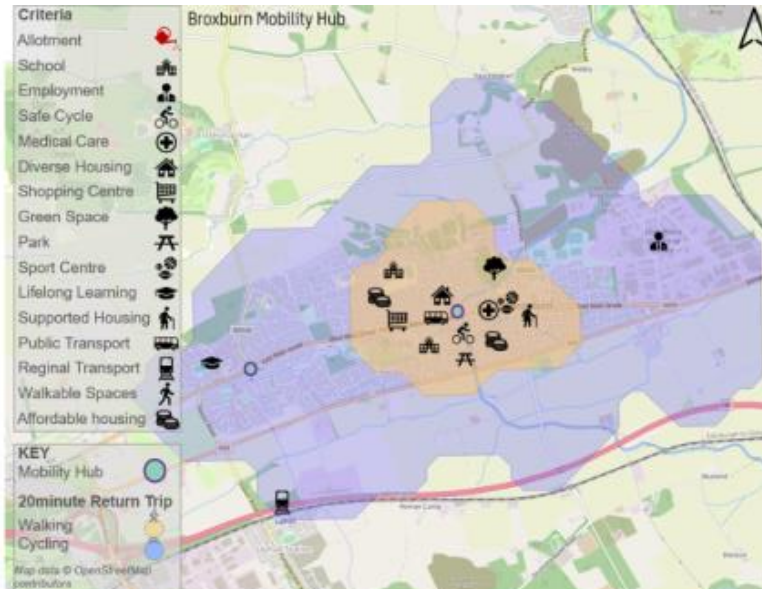 Criteria
Broxburn Mobility Hub
Allotment
School
Employment
Safe Cycle
Medical Care
Diverse Housing
Shopping Centre
Green Space
Park
Sport Centre
Lifelong Learning
Supported Housing
Public Transport
Reginal Transport
Walkable Spaces
Affordable housing
KEY
Mobility Hub
20minute Return Trip
Walking
Cycling
Map data © OpenStreetMap
contributors